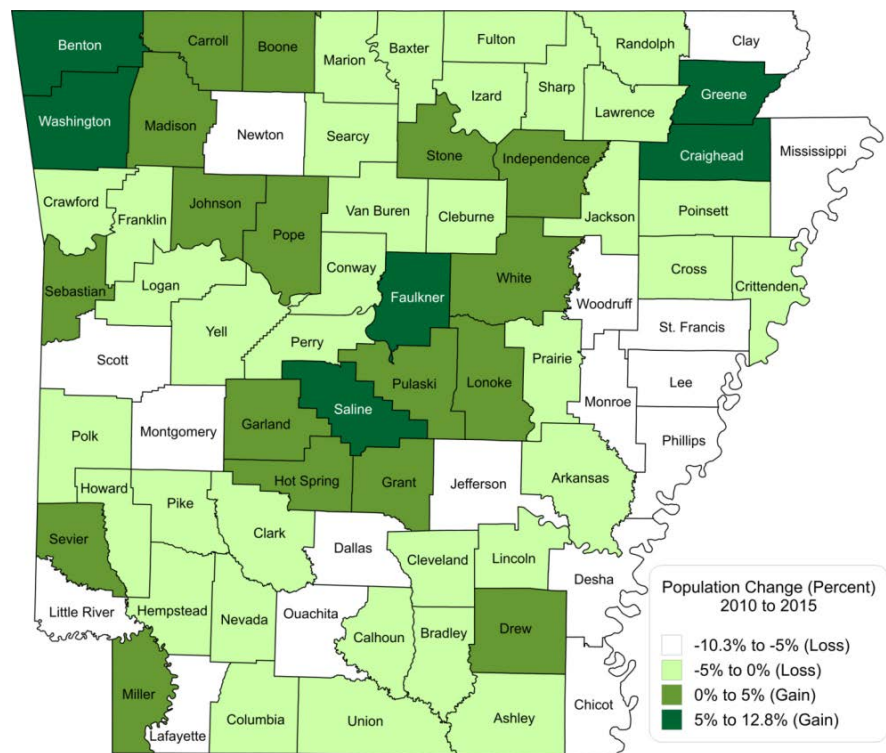 Benton
Carroll
Boone
Marion
Baxter
Fulton
Randolph
Clay
Izard
Sharp
Lawrence
Greene
Washington
Madison
Newton
Searcy
Stone
Independence
Craighead
Mississippi
Crawford
Franklin
Johnson
Pope
Van Buren
Cleburne
Jackson
Poinsett
Sebastian
Logan
Conway
Faulkner
White
Woodruff
Cross
Crittenden
Scott
Yell
Perry
Pulaski
Lonoke
Prairie
St. Francis
Lee
Monroe
Phillips
Polk
Montgomery
Garland
Saline
Hot Spring
Grant
Jefferson
Arkansas
Howard
Pike
Clark
Dallas
Cleveland
Lincoln
Desha
Sevier
Little River
Hempstead
Nevada
Ouachita
Calhoun
Bradley
Drew
Chicot
Miller
Lafayette
Columbia
Union
Ashley
Population Change (Percent)
2010 to 2015
-10.3% to -5% (Loss)
-5% to 0% (Loss)
0% to 5% (Gain)
5% to 12.8% (Gain)